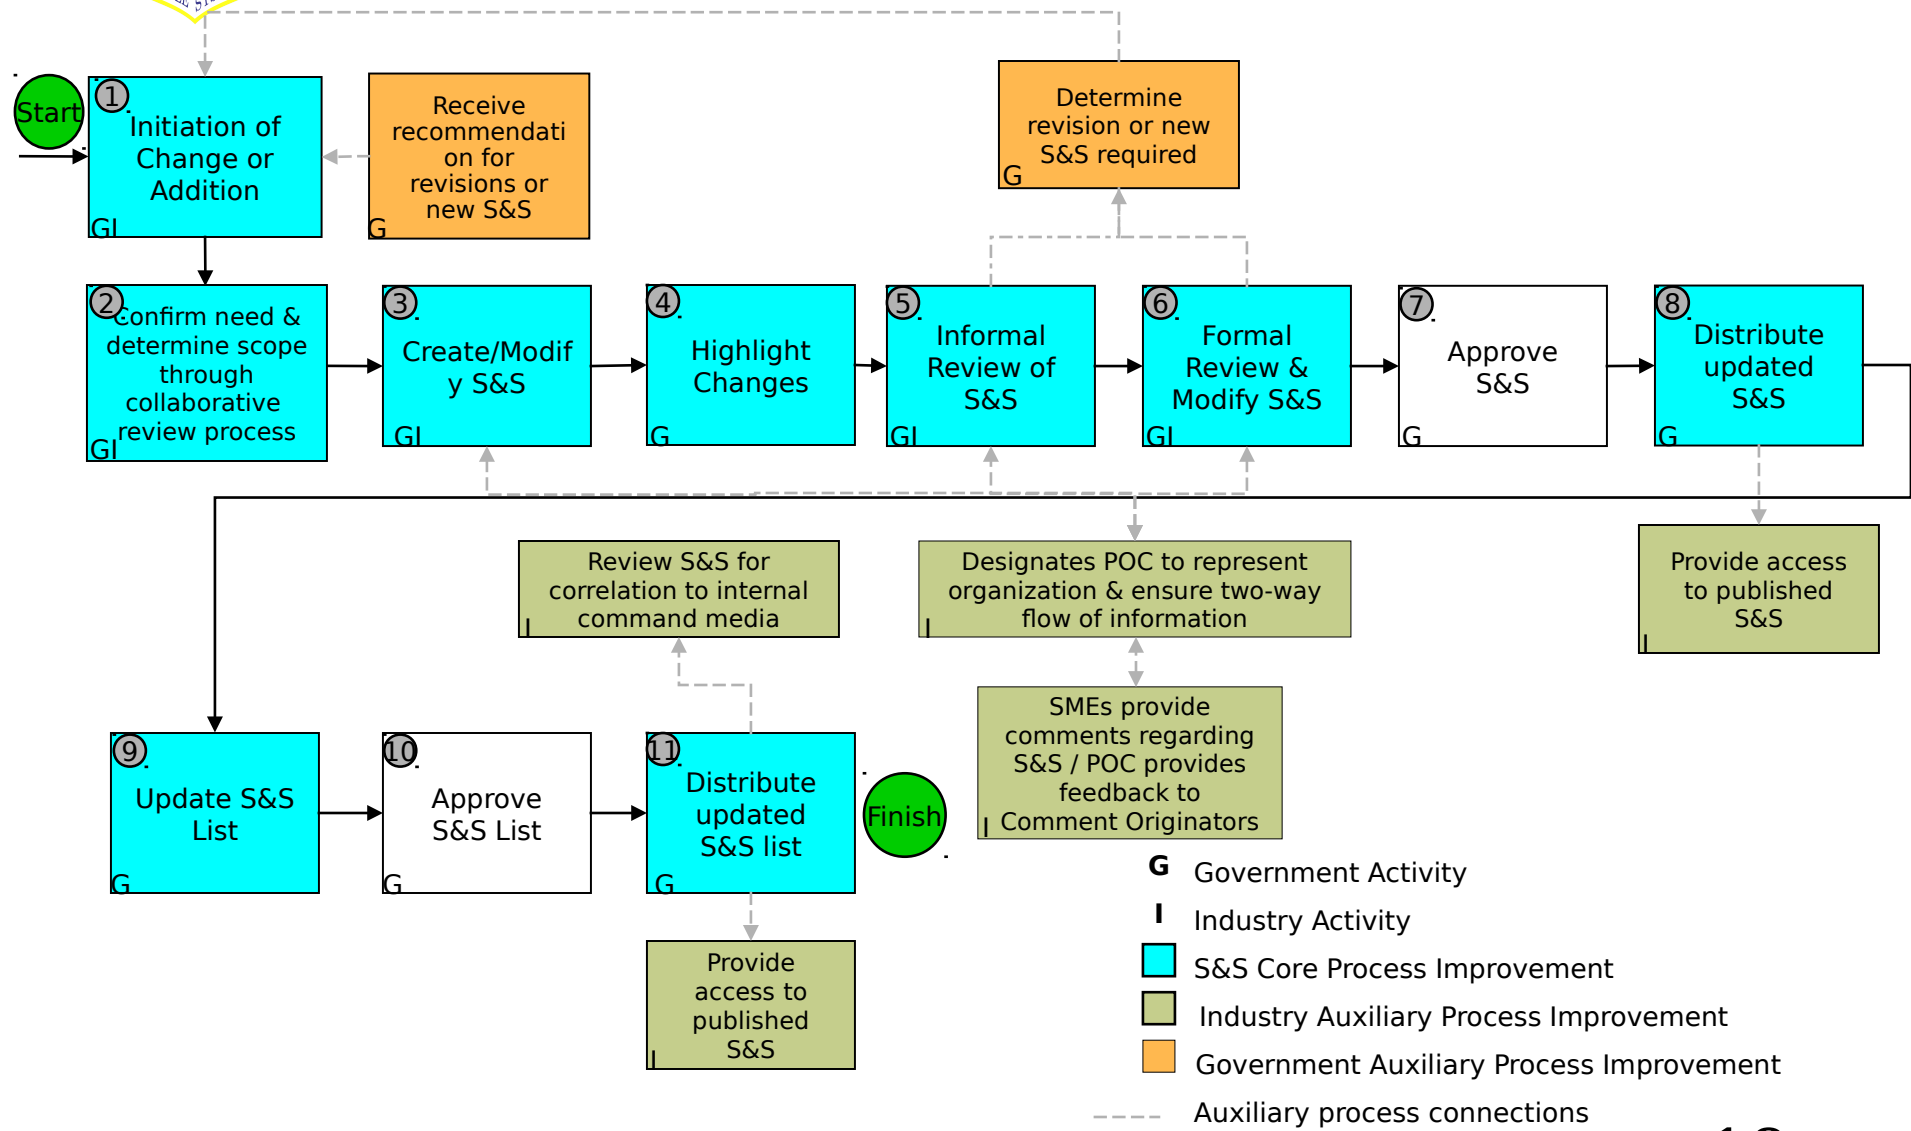 Start
1
Initiation of
Change or
Addition
GI
Receive
recommendati
on for
revisions or
new S&S
G
Determine
revision or new
S&S required
G
2
Confirm need &
determine scope
through
collaborative
review process
GI
3
Create/Modif
y S&S
GI
4
Highlight
Changes
G
5
Informal
Review of
S&S
GI
6
Formal
Review &
Modify S&S
GI
7
Approve
S&S
G
8
Distribute
updated
S&S
G
Review S&S for
correlation to internal
command media
I
Designates POC to represent
organization & ensure two-way
flow of information
I
Provide access
to published
S&S
I
SMEs provide
comments regarding
S&S / POC provides
feedback to
Comment Originators
I
9
Update S&S
List
G
10
Approve
S&S List
G
11
Distribute
updated
S&S list
G
Finish
Provide
access to
published
S&S
I
G Government Activity
I Industry Activity
S&S Core Process Improvement
Industry Auxiliary Process Improvement
Government Auxiliary Process Improvement
Auxiliary process connections